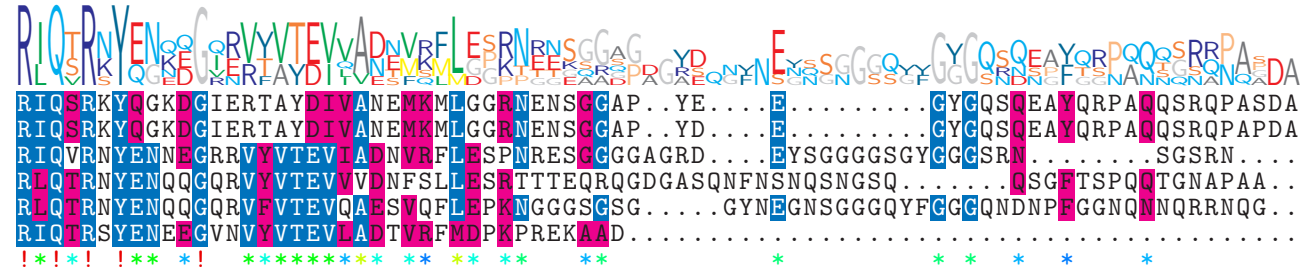 RIQSRKYQGKDGIERTAYDIVANEMKMLGGRNENSGGAP..YE....E.........GYGQSQEAYQRPAQQSRQPASDA
RIQSRKYQGKDGIERTAYDIVANEMKMLGGRNENSGGAP..YD....E.........GYGQSQEAYQRPAQQSRQPAPDA
RIQVRNYENNEGRRVYVTEVIADNVRFLESPNRESGGGGAGRD....EYSGGGGSGYGGGSRN........SGSRN....
RLQTRNYENQQGQRVYVTEVVVDNFSLLESRTTTEQRQGDGASQNFNSNQSNGSQ.......QSGFTSPQQTGNAPAA..
RLQTRNYENQQGQRVFVTEVQAESVQFLEPKNGGGSGSG.....GYNEGNSGGGQYFGGGQNDNPFGGNQNNQRRNQG..
RIQTRSYENEEGVNVYVTEVLADTVRFMDPKPREKAAD..........................................
!*!*! !** *!  ********* ** ** **   **          *         * *  *  *    *